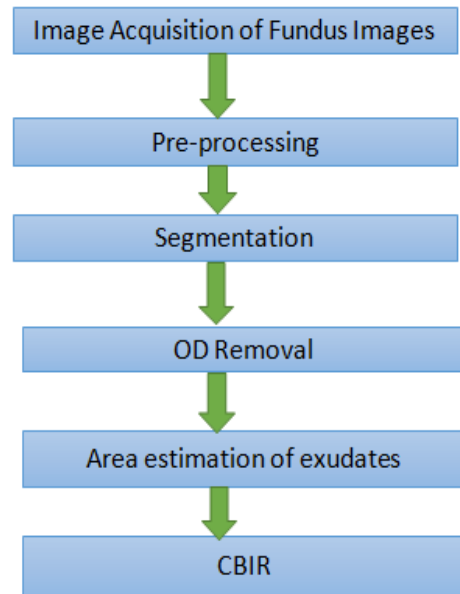 Image Acquisition of Fundus Images
Pre-processing
Segmentation
OD Removal
Area estimation of exudates
CBIR